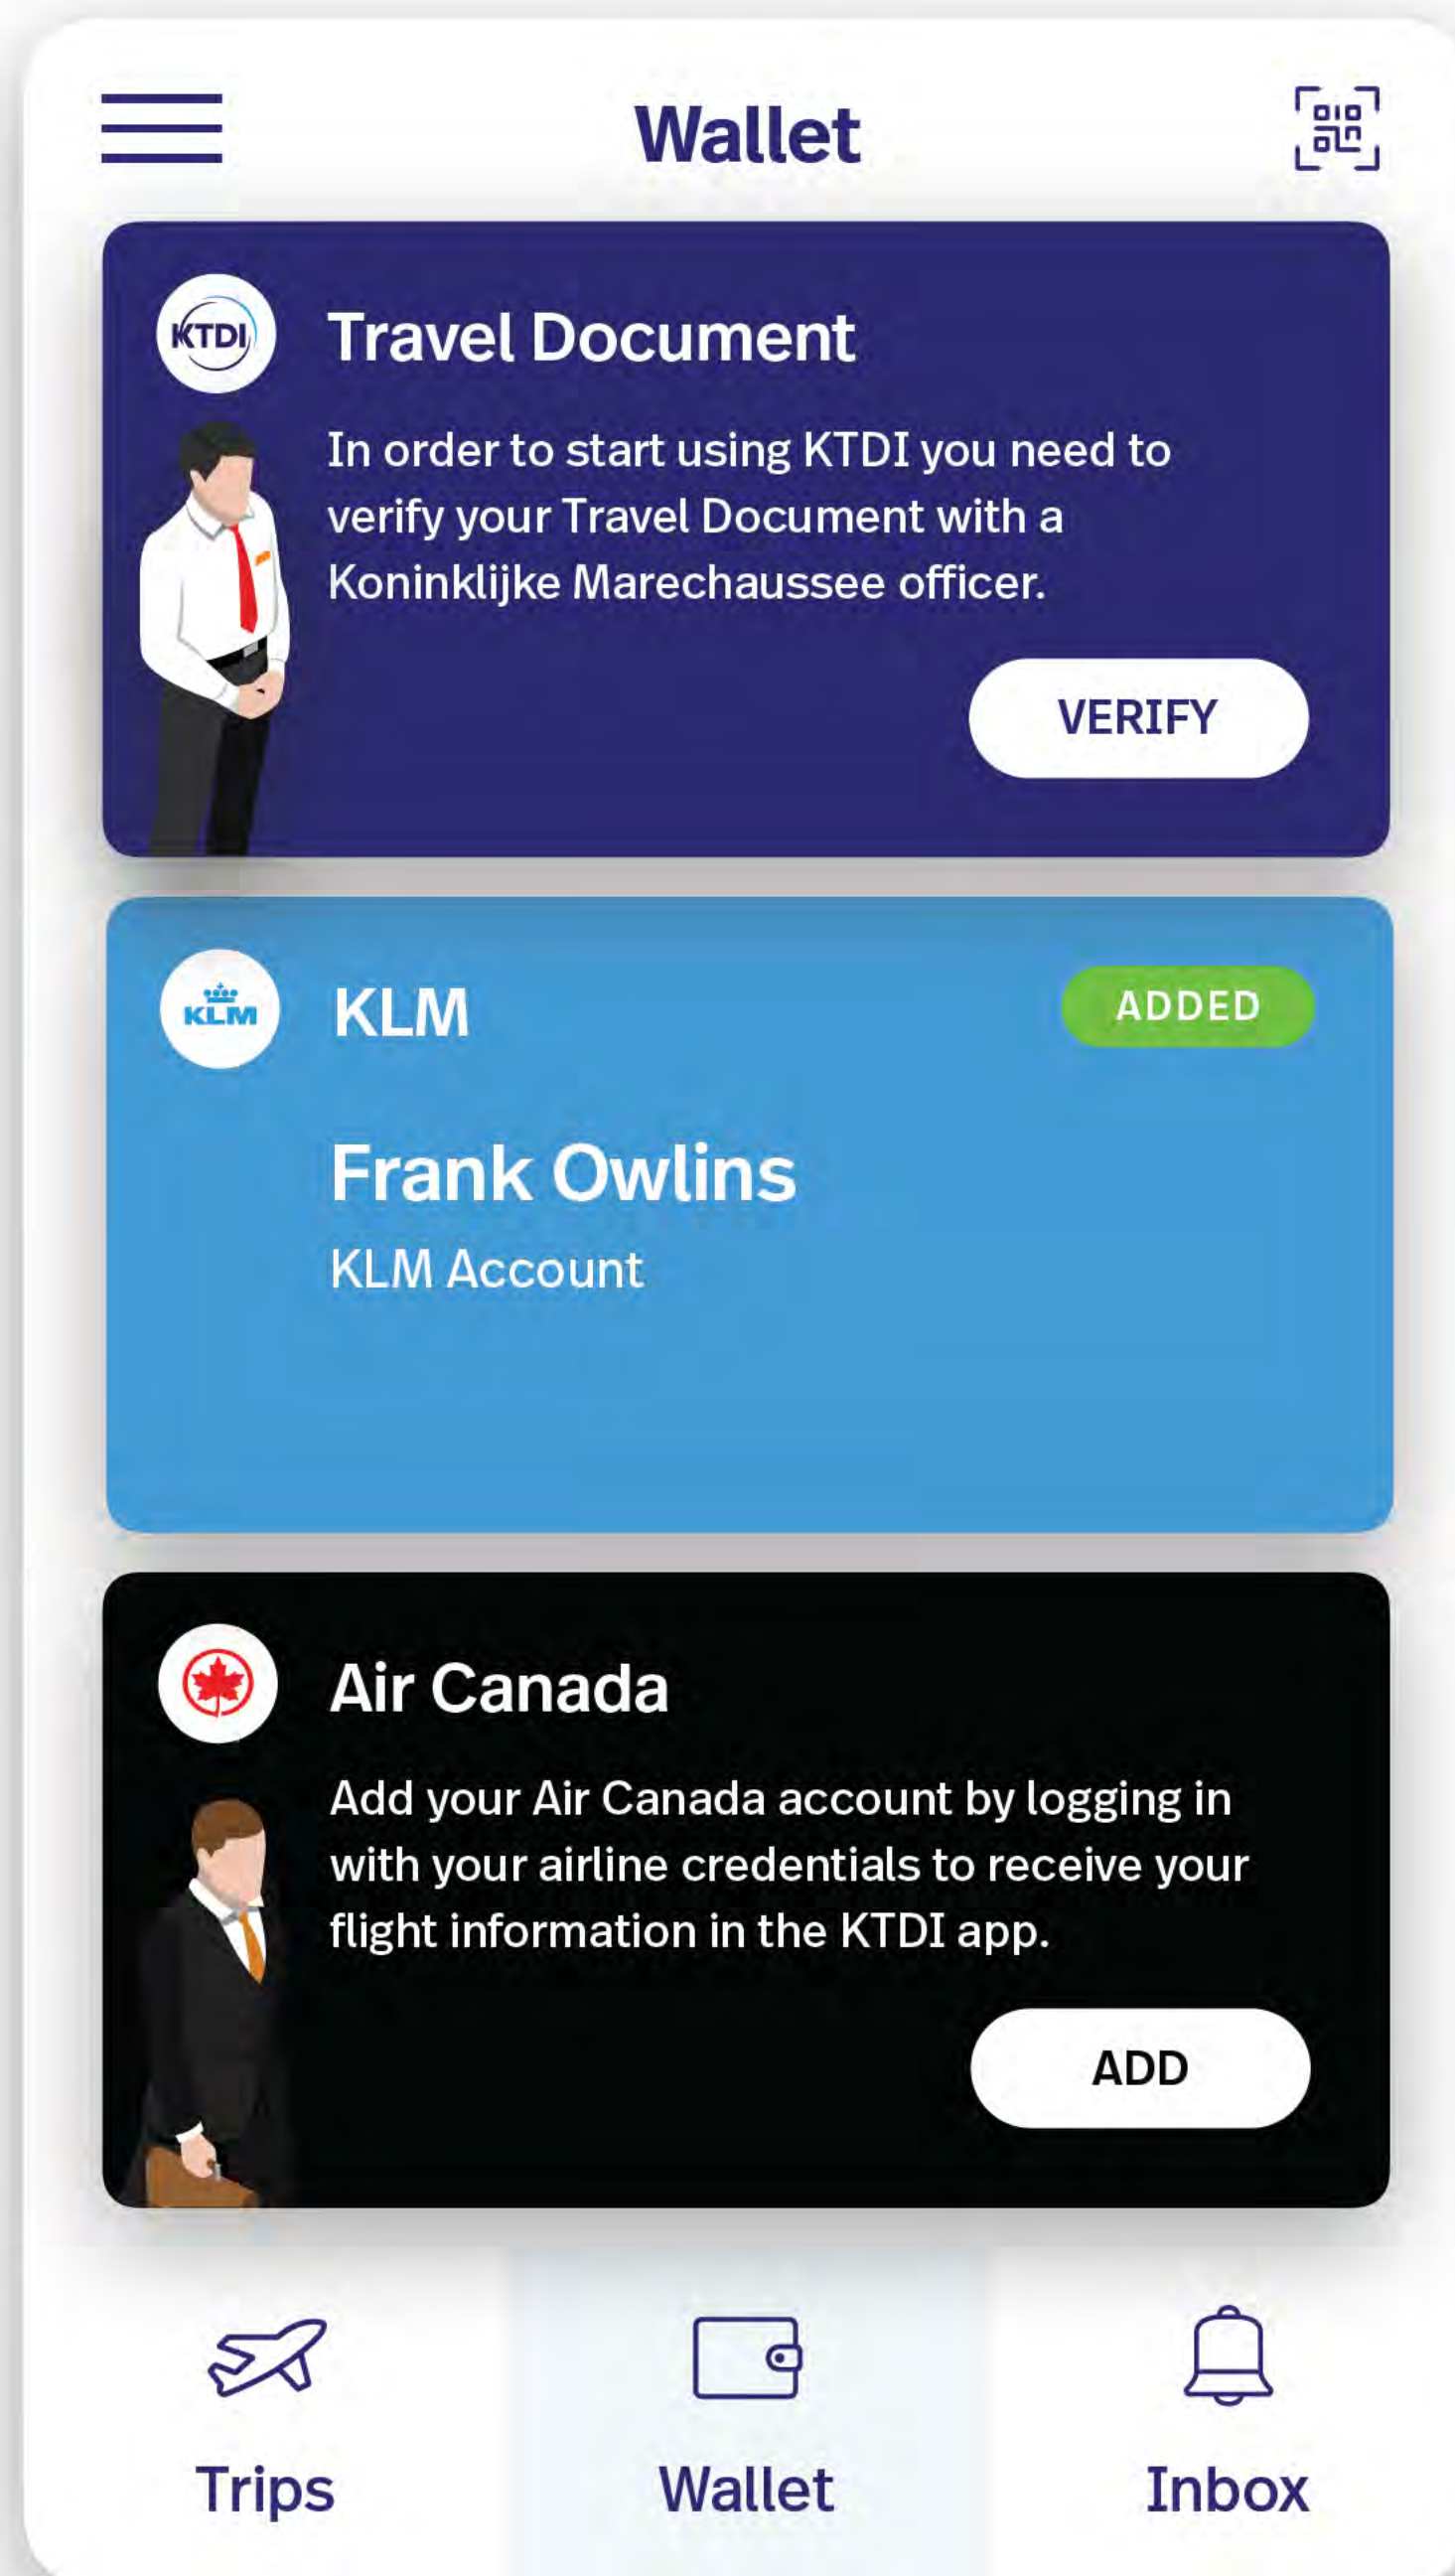 Wallet
KTDI
Travel Document
In order to start using KTDI you need to
verify your Travel Document with a
Koninklijke Marechaussee officer.
VERIFY
KLM
KLM
ADDED
Frank Owlins
KLM Account
Air Canada
Add your Air Canada account by logging in
with your airline credentials to receive your
flight information in the KTDI app.
ADD
Trips
Wallet
Inbox